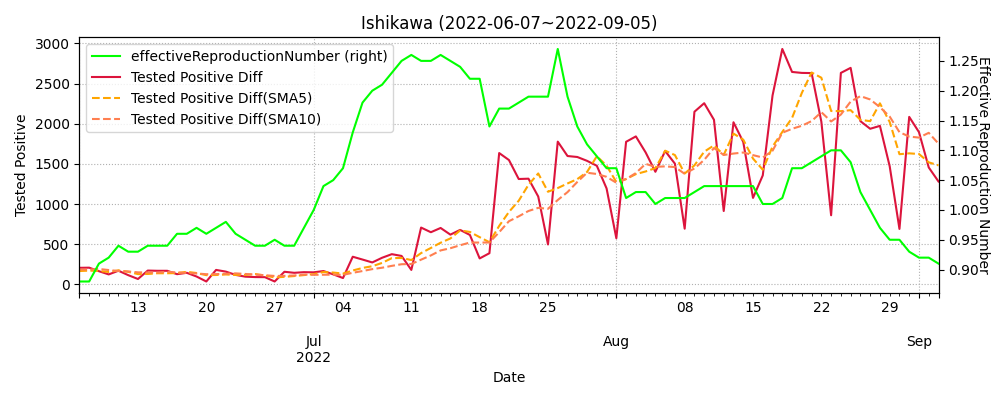 Ishikawa (2022-06-07~2022-09-05)
effectiveReproductionNumber (right)
Tested Positive Diff
Tested Positive Diff(SMA5)
Tested Positive Diff(SMA10)
Tested Positive
3000
2500
2000
1500
1000
500
0
Effective Reproduction Number
1.25
1.20
1.15
1.10
1.05
1.00
0.95
0.90
13 20 27 04 11 18 25 08 15 22 29
Jul Aug Sep
2022
Date